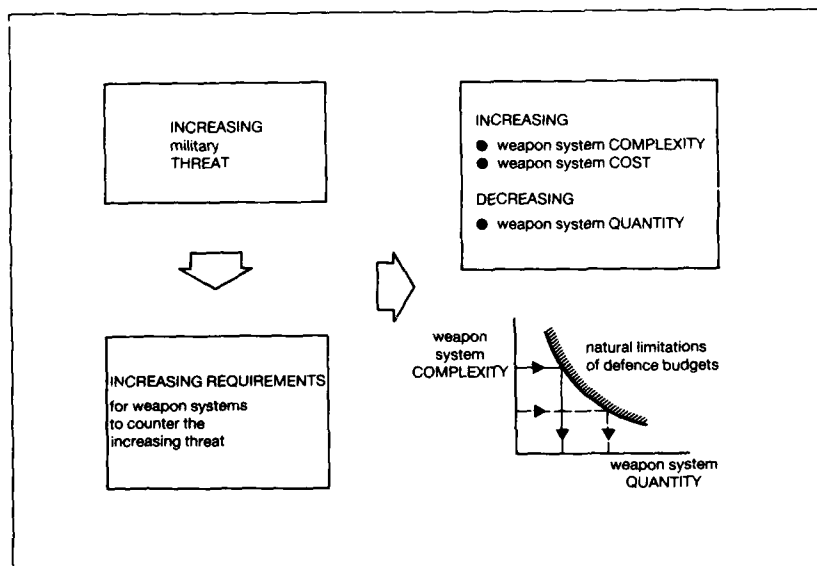 INCREASING
military
THREAT
INCREASING REQUIREMENTS
for weapon systems
to counter the
increasing threat
INCREASING
● weapon system COMPLEXITY
● weapon system COST
DECREASING
● weapon system QUANTITY
weapon
system
COMPLEXITY
natural limitations
of defence budgets
weapon system
QUANTITY